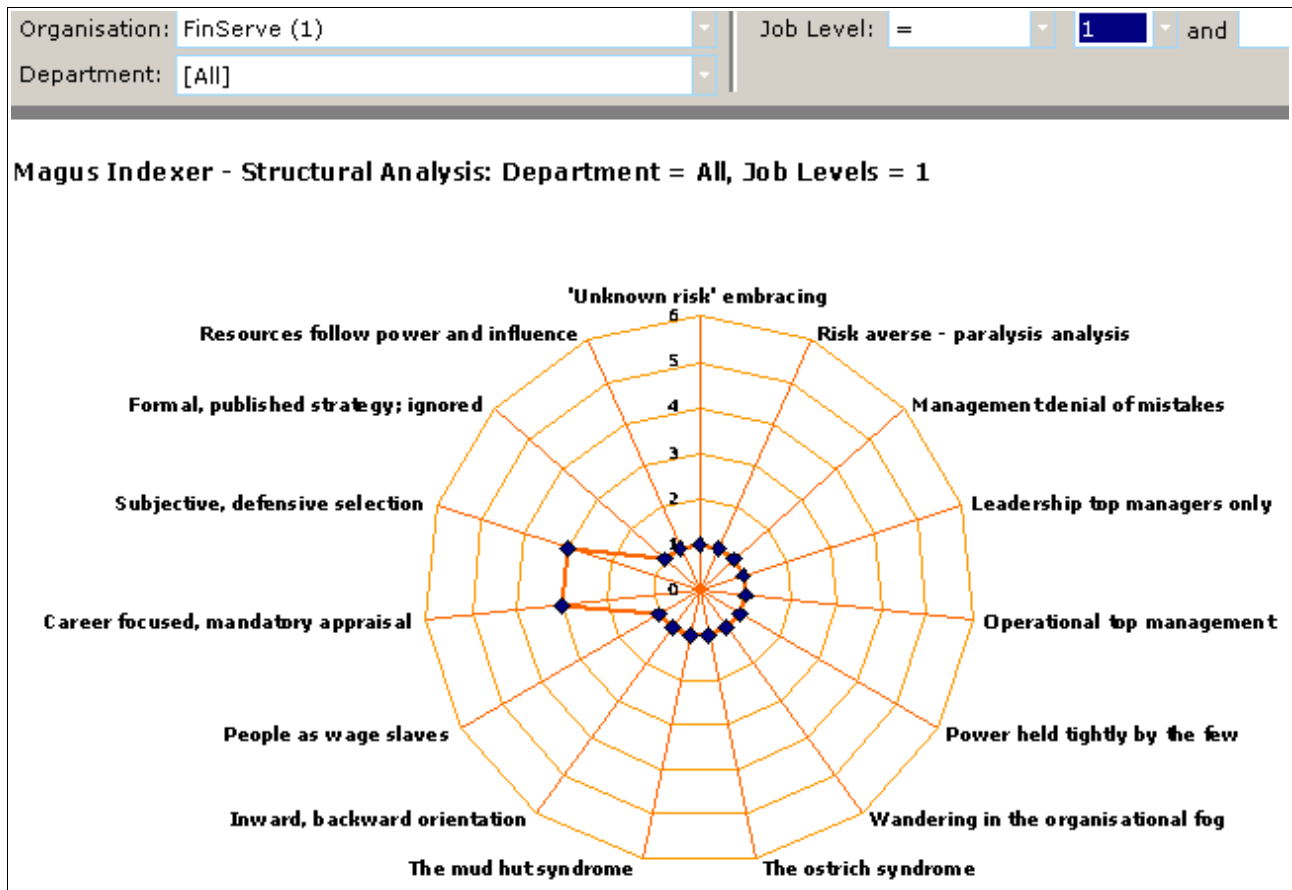 Organisation: FinServe (1) Job Level: = 1 and
Department: [All]
Magus Indexer - Structural Analysis: Department = All, Job Levels = 1
'Unknown risk' embracing
Resources follow power and influence
Risk averse - paralysis analysis
Formal, published strategy; ignored
Management denial of mistakes
Subjective, defensive selection
Leadership top managers only
Career focused, mandatory appraisal
Operational top management
People as wage slaves
Power held tightly by the few
Inward, backward orientation
Wandering in the organisational fog
The mud hut syndrome
The ostrich syndrome
6
5
4
3
2
1
0